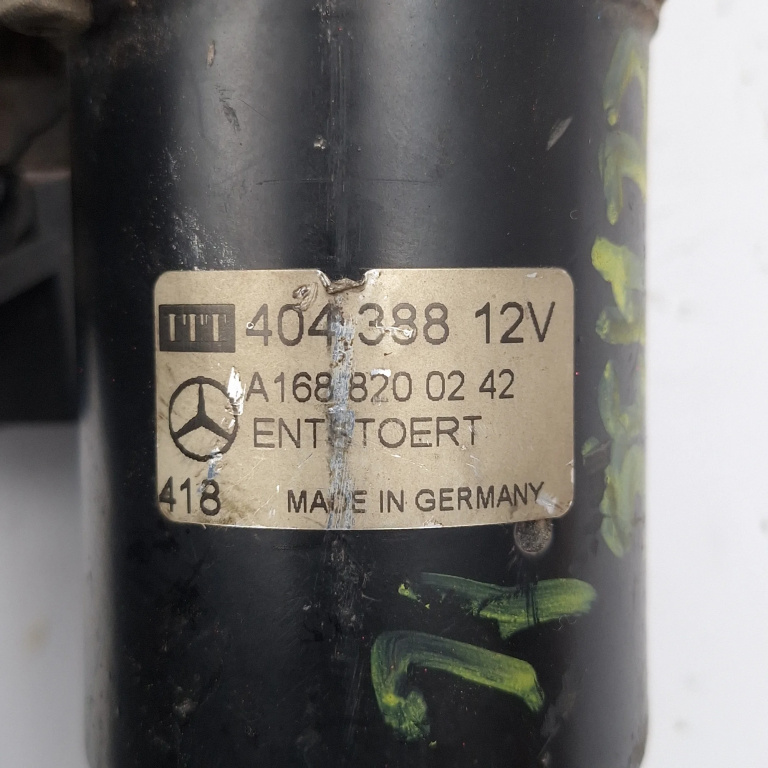 ITT 404 388 12V
A168 820 02 42
ENTSTOERT
418 MADE IN GERMANY